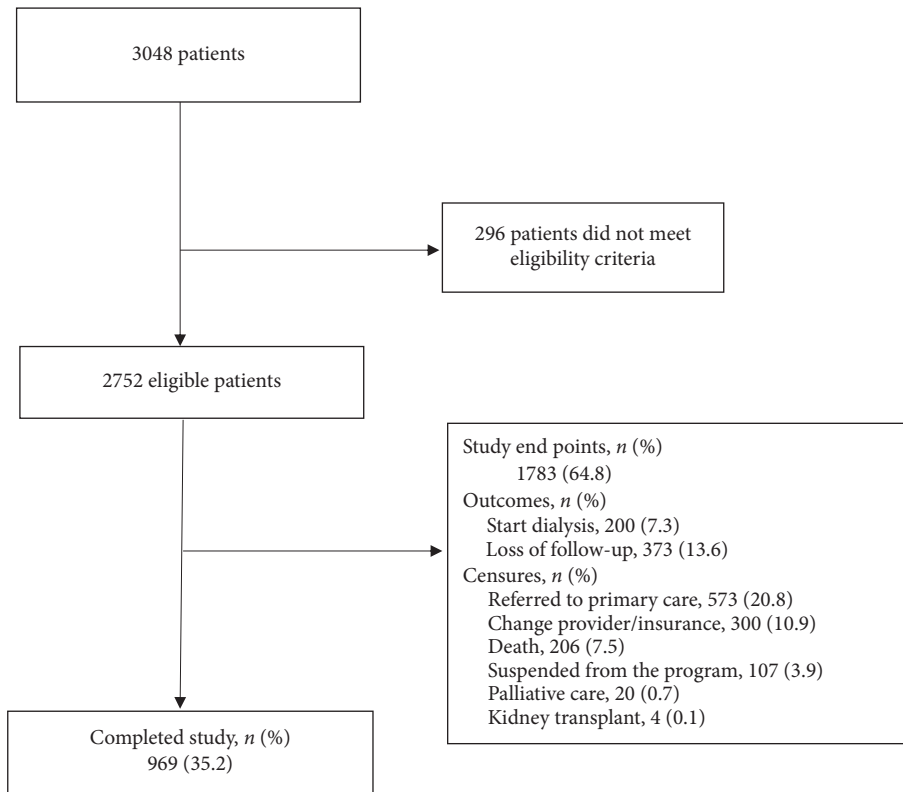 3048 patients
296 patients did not meet
eligibility criteria
2752 eligible patients
Study end points, n (%)
1783 (64.8)
Outcomes, n (%)
Start dialysis, 200 (7.3)
Loss of follow-up, 373 (13.6)
Censures, n (%)
Referred to primary care, 573 (20.8)
Change provider/insurance, 300 (10.9)
Death, 206 (7.5)
Suspended from the program, 107 (3.9)
Palliative care, 20 (0.7)
Kidney transplant, 4 (0.1)
Completed study, n (%)
969 (35.2)